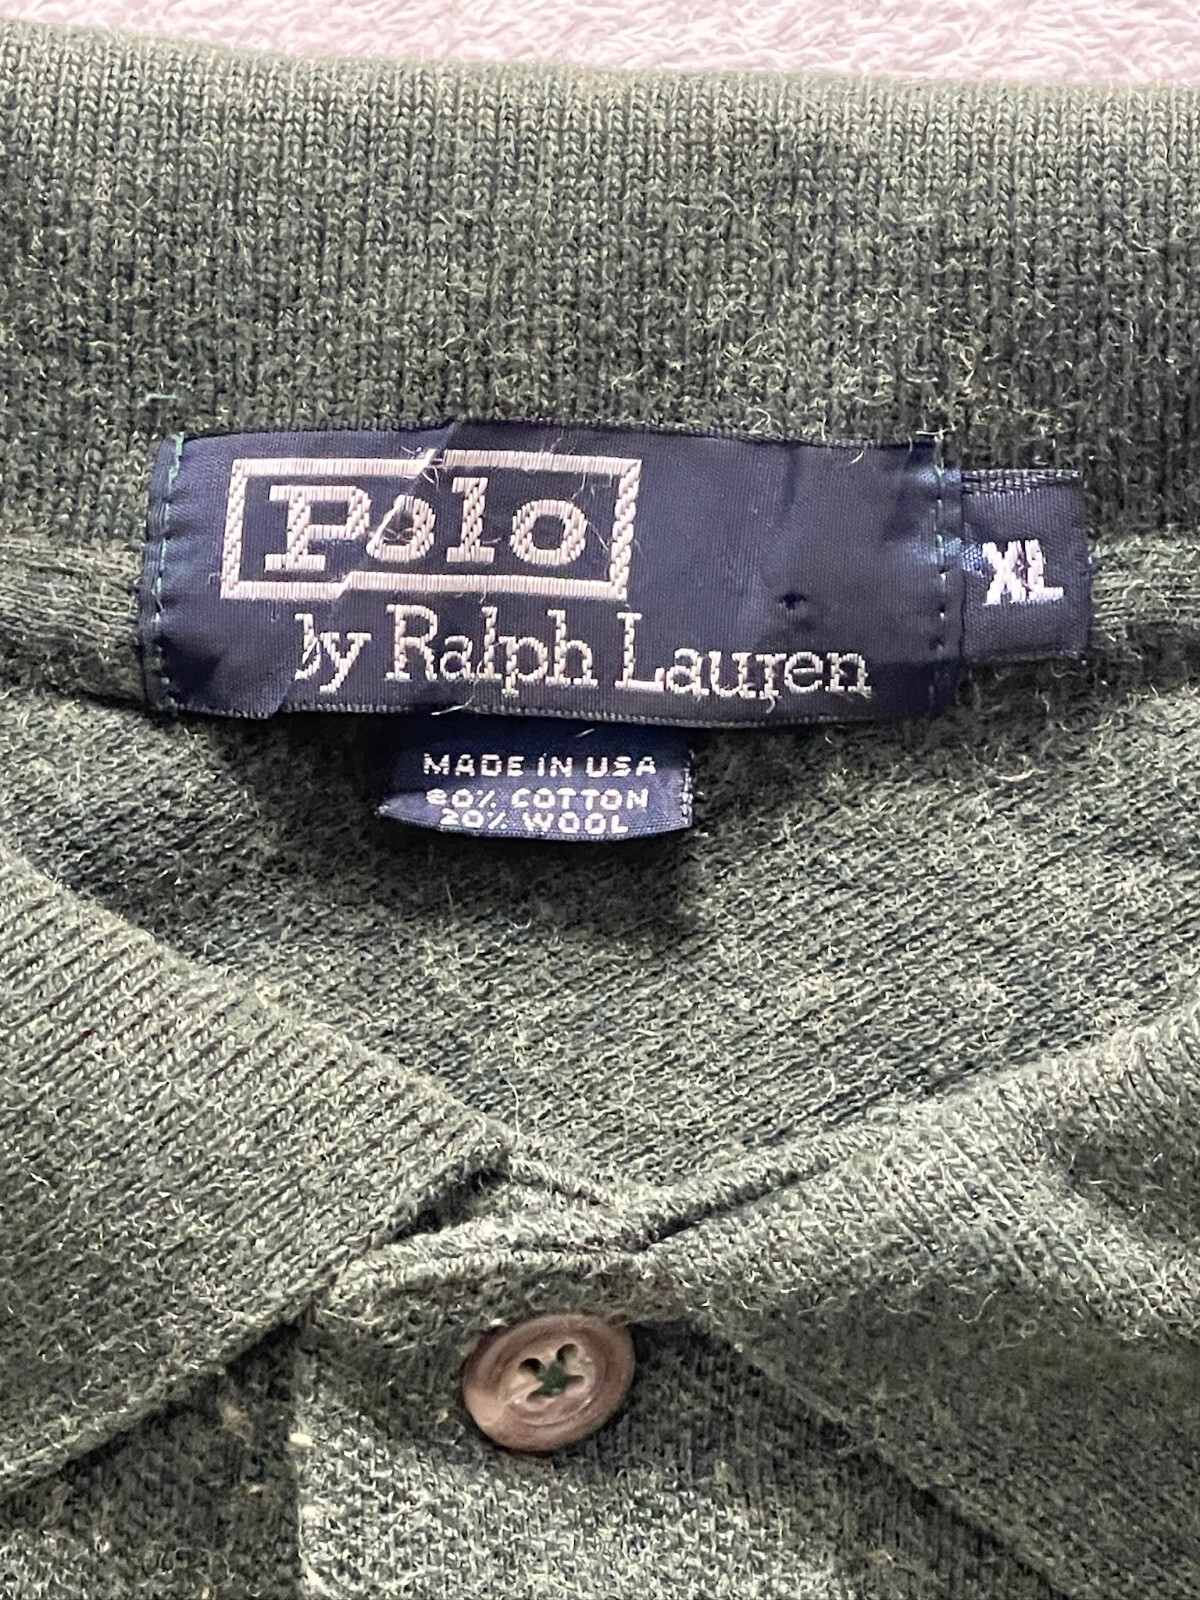 Polo
by Ralph Lauren
XL
MADE IN USA
80% COTTON
20% WOOL